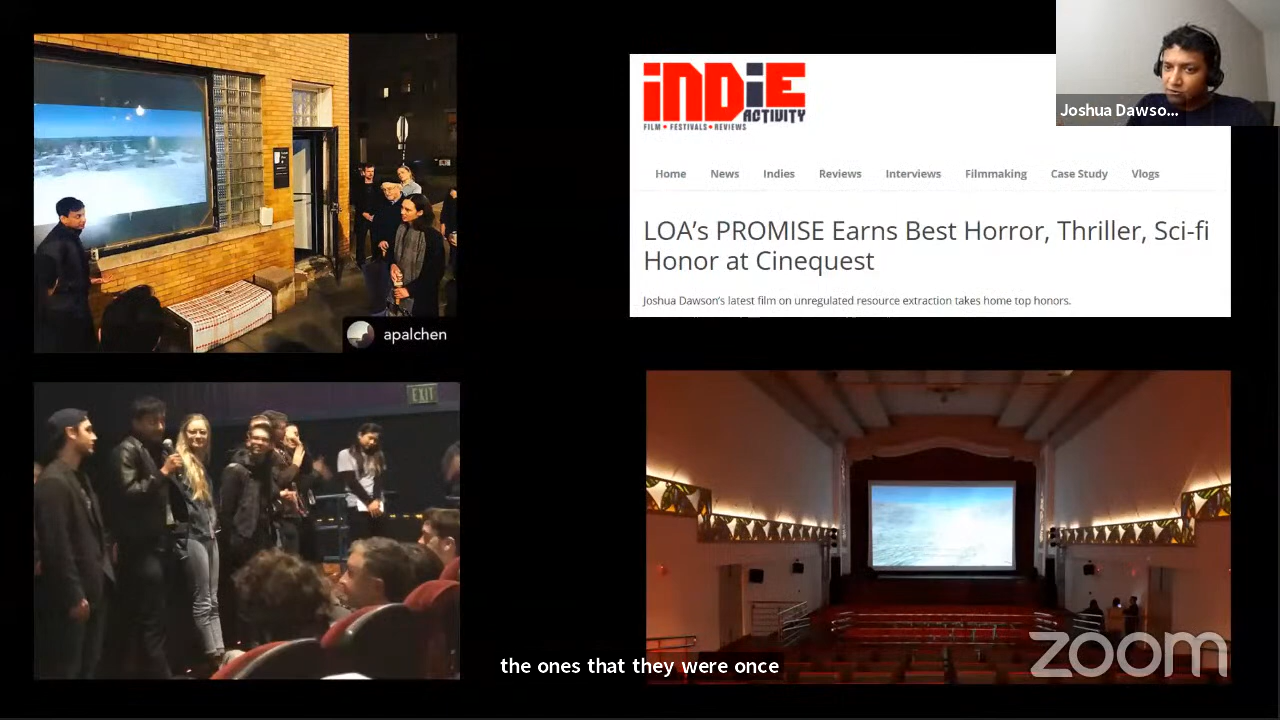 INDIE
ACTIVITY
FILM • FESTIVALS • REVIEWS
Joshua Dawso...
Home News Indies Reviews Interviews Filmmaking Case Study Vlogs
LOA's PROMISE Earns Best Horror, Thriller, Sci-fi
Honor at Cinequest
Joshua Dawson's latest film on unregulated resource extraction takes home top honors.
apalchen
EXIT
the ones that they were once
zoom